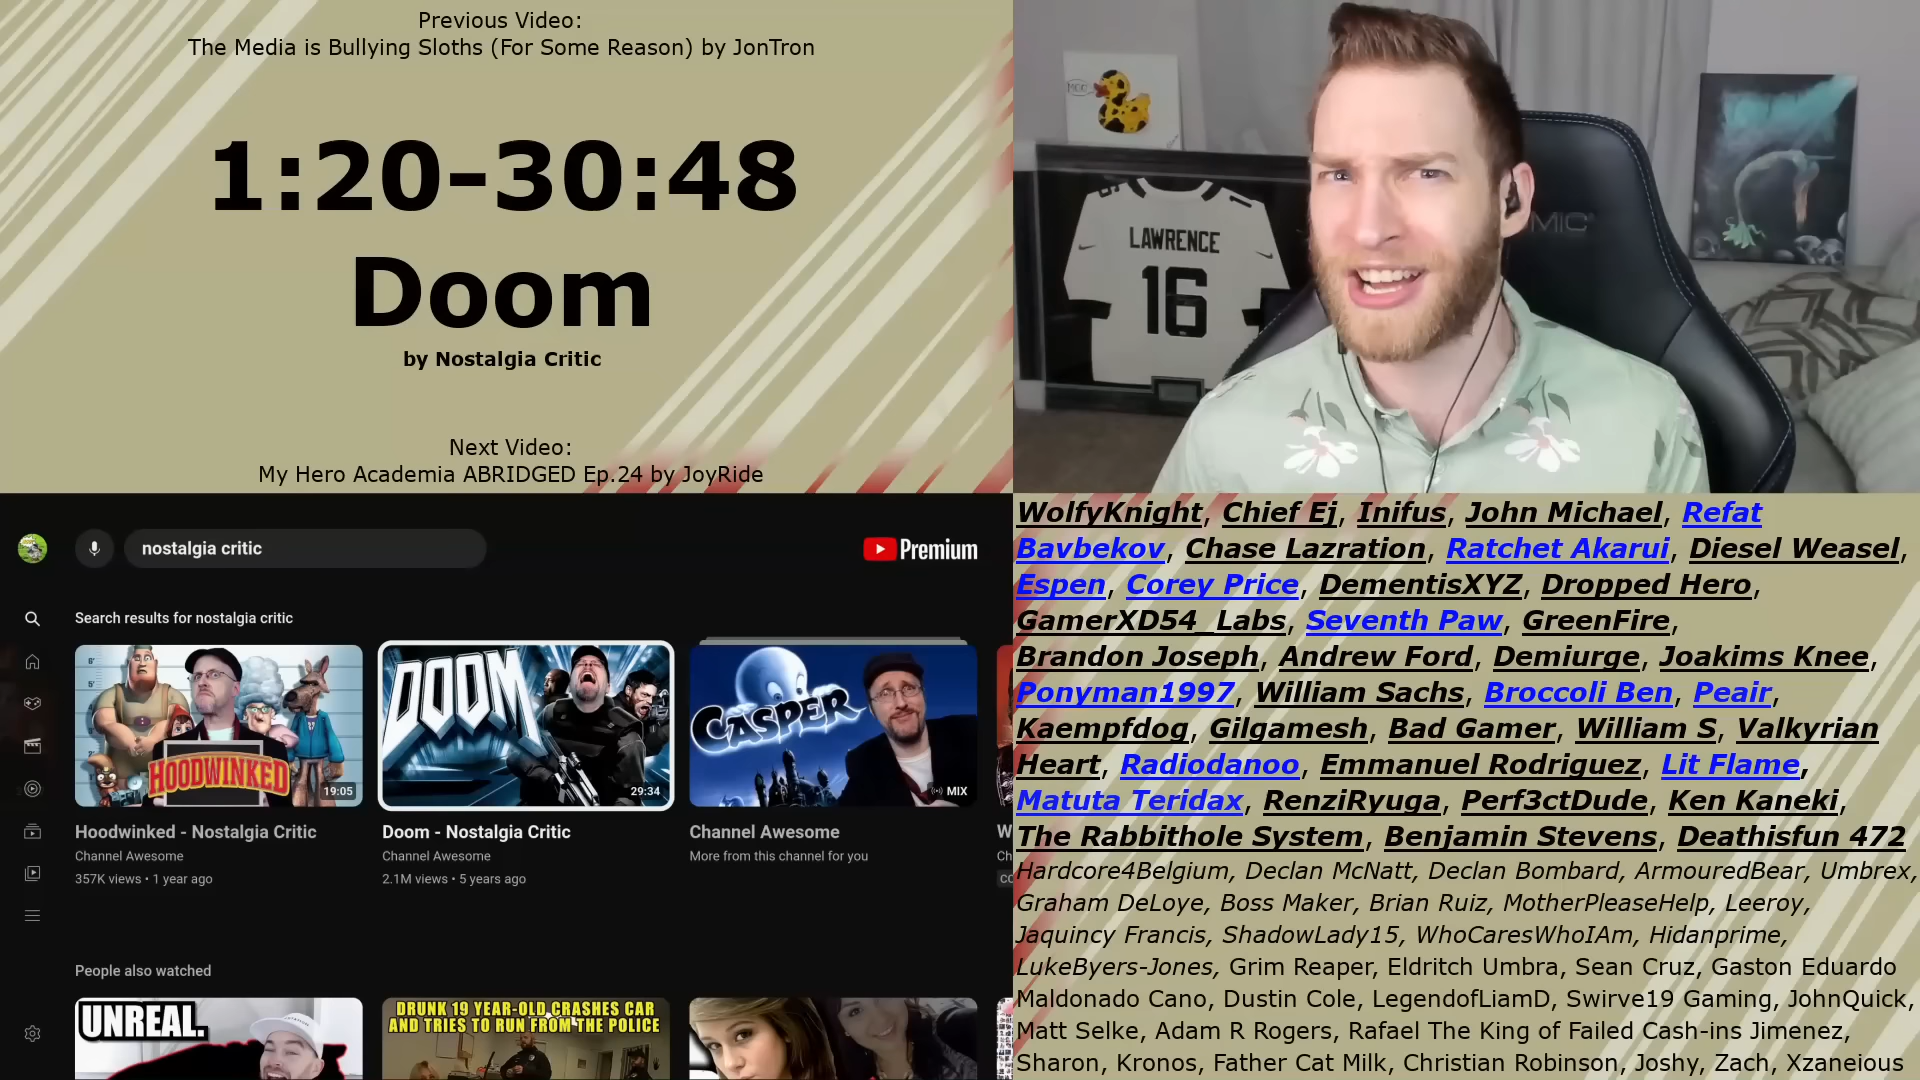 Previous Video:
The Media is Bullying Sloths (For Some Reason) by JonTron
1:20-30:48
Doom
by Nostalgia Critic
Next Video:
My Hero Academia ABRIDGED Ep.24 by JoyRide
LAWRENCE
16
MIC
nostalgia critic
Premium
Search results for nostalgia critic
HOODWINKED
19:05
DOOM
29:34
CASPER
MIX
Hoodwinked - Nostalgia Critic
Channel Awesome
357K views • 1 year ago
Doom - Nostalgia Critic
Channel Awesome
2.1M views • 5 years ago
Channel Awesome
More from this channel for you
W
Ch
CC
People also watched
UNREAL.
DRUNK 19 YEAR-OLD CRASHES CAR
AND TRIES TO RUN FROM THE POLICE
WolfyKnight, Chief Ej, Inifus, John Michael, Refat
Bavbekov, Chase Lazration, Ratchet Akarui, Diesel Weasel,
Espen, Corey Price, DementisXYZ, Dropped Hero,
GamerXD54_Labs, Seventh Paw, GreenFire,
Brandon Joseph, Andrew Ford, Demiurge, Joakims Knee,
Ponyman1997, William Sachs, Broccoli Ben, Peair,
Kaempfdog, Gilgamesh, Bad Gamer, William S, Valkyrian
Heart, Radiodanoo, Emmanuel Rodriguez, Lit Flame,
Matuta Teridax, RenziRyuga, Perf3ctDude, Ken Kaneki,
The Rabbithole System, Benjamin Stevens, Deathisfun 472
Hardcore4Belgium, Declan McNatt, Declan Bombard, ArmouredBear, Umbrex,
Graham DeLoye, Boss Maker, Brian Ruiz, MotherPleaseHelp, Leeroy,
Jaquincy Francis, ShadowLady15, WhoCaresWhoIAm, Hidanprime,
LukeByers-Jones, Grim Reaper, Eldritch Umbra, Sean Cruz, Gaston Eduardo
Maldonado Cano, Dustin Cole, LegendofLiamD, Swirve19 Gaming, JohnQuick,
Matt Selke, Adam R Rogers, Rafael The King of Failed Cash-ins Jimenez,
Sharon, Kronos, Father Cat Milk, Christian Robinson, Joshy, Zach, Xzaneious